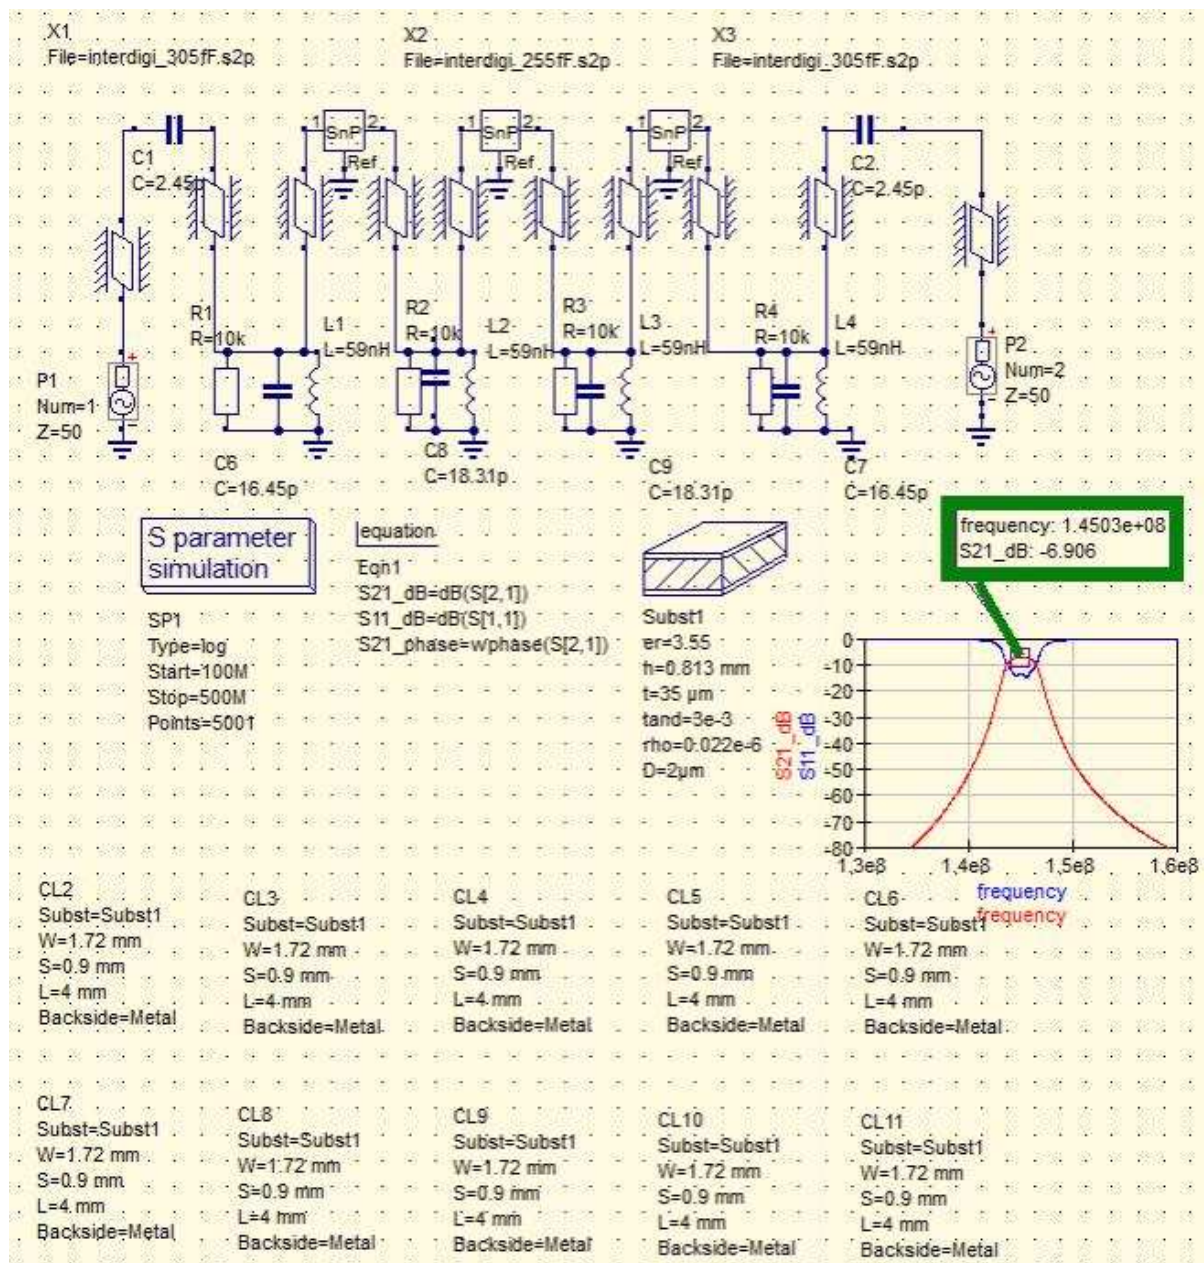 X1
File=interdigi_305fF.s2p
X2
File=interdigi_255fF.s2p
X3
File=interdigi_305fF.s2p
C1
C=2.45p
1 SnP 2
Ref
1 SnP 2
Ref
1 SnP 2
Ref
C2
C=2.45p
R1
R=10k
L1
L=59nH
R2
R=10k
L2
L=59nH
R3
R=10k
L3
L=59nH
R4
R=10k
L4
L=59nH
P1
Num=1
Z=50
P2
Num=2
Z=50
C6
C=16.45p
C8
C=18.31p
C9
C=18.31p
C7
C=16.45p
S parameter
simulation
SP1
Type=log
Start=100M
Stop=500M
Points=5001
equation
Eqn1
S21_dB=dB(S[2,1])
S11_dB=dB(S[1,1])
S21_phase=wphase(S[2,1])
Subst1
er=3.55
h=0.813 mm
t=35 µm
tand=3e-3
rho=0.022e-6
D=2µm
frequency: 1.4503e+08
S21_dB: -6.906
0
-10
-20
-30
-40
-50
-60
-70
-80
S21_dB
S11_dB
1,3e8 1,4e8 1,5e8 1,6e8
frequency
frequency
CL2
Subst=Subst1
W=1.72 mm
S=0.9 mm
L=4 mm
Backside=Metal
CL3
Subst=Subst1
W=1.72 mm
S=0.9 mm
L=4 mm
Backside=Metal
CL4
Subst=Subst1
W=1.72 mm
S=0.9 mm
L=4 mm
Backside=Metal
CL5
Subst=Subst1
W=1.72 mm
S=0.9 mm
L=4 mm
Backside=Metal
CL6
Subst=Subst1
W=1.72 mm
S=0.9 mm
L=4 mm
Backside=Metal
CL7
Subst=Subst1
W=1.72 mm
S=0.9 mm
L=4 mm
Backside=Metal
CL8
Subst=Subst1
W=1.72 mm
S=0.9 mm
L=4 mm
Backside=Metal
CL9
Subst=Subst1
W=1.72 mm
S=0.9 mm
L=4 mm
Backside=Metal
CL10
Subst=Subst1
W=1.72 mm
S=0.9 mm
L=4 mm
Backside=Metal
CL11
Subst=Subst1
W=1.72 mm
S=0.9 mm
L=4 mm
Backside=Metal